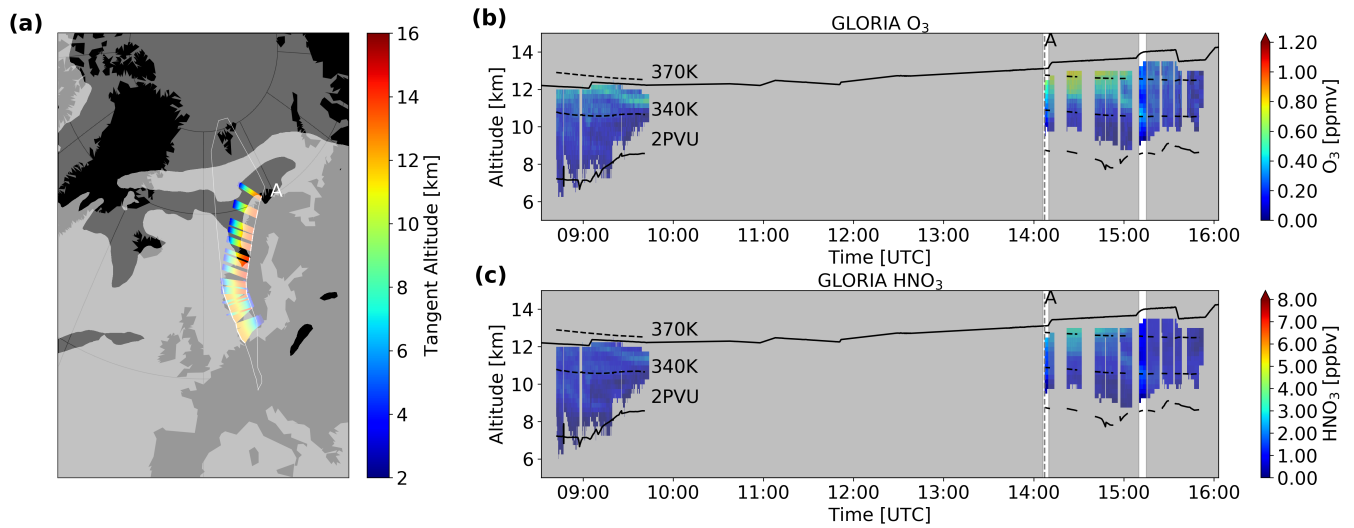 (a)
A
16
14
12
10
8
6
4
2
Tangent Altitude [km]
(b)
GLORIA O₃
A
370K
340K
2PVU
14
12
10
8
6
Altitude [km]
09:00 10:00 11:00 12:00 13:00 14:00 15:00 16:00
Time [UTC]
1.20
1.00
0.80
0.60
0.40
0.20
0.00
O₃ [ppmv]
(c)
GLORIA HNO₃
A
370K
340K
2PVU
14
12
10
8
6
Altitude [km]
09:00 10:00 11:00 12:00 13:00 14:00 15:00 16:00
Time [UTC]
8.00
7.00
6.00
5.00
4.00
3.00
2.00
1.00
0.00
HNO₃ [ppbv]